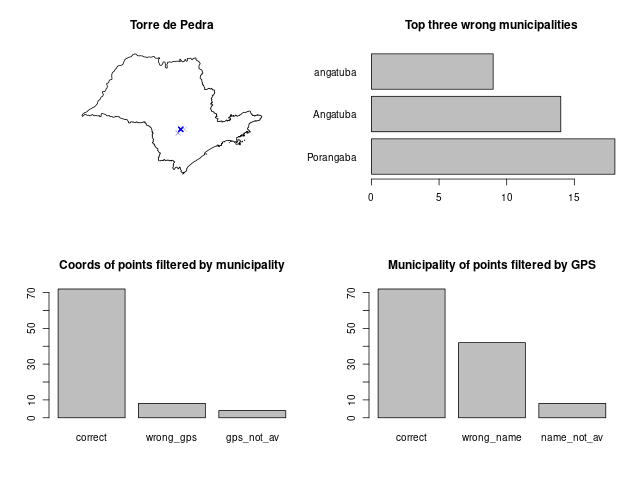 Torre de Pedra
Top three wrong municipalities
angatuba
Angatuba
Porangaba
0 5 10 15
Coords of points filtered by municipality
70
50
30
10
0
correct wrong_gps gps_not_av
Municipality of points filtered by GPS
70
50
30
10
0
correct wrong_name name_not_av